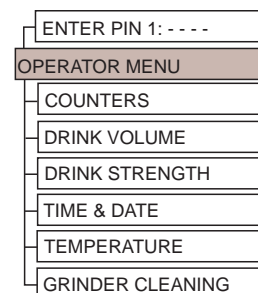 ENTER PIN 1: - - - -
OPERATOR MENU
COUNTERS
DRINK VOLUME
DRINK STRENGTH
TIME & DATE
TEMPERATURE
GRINDER CLEANING